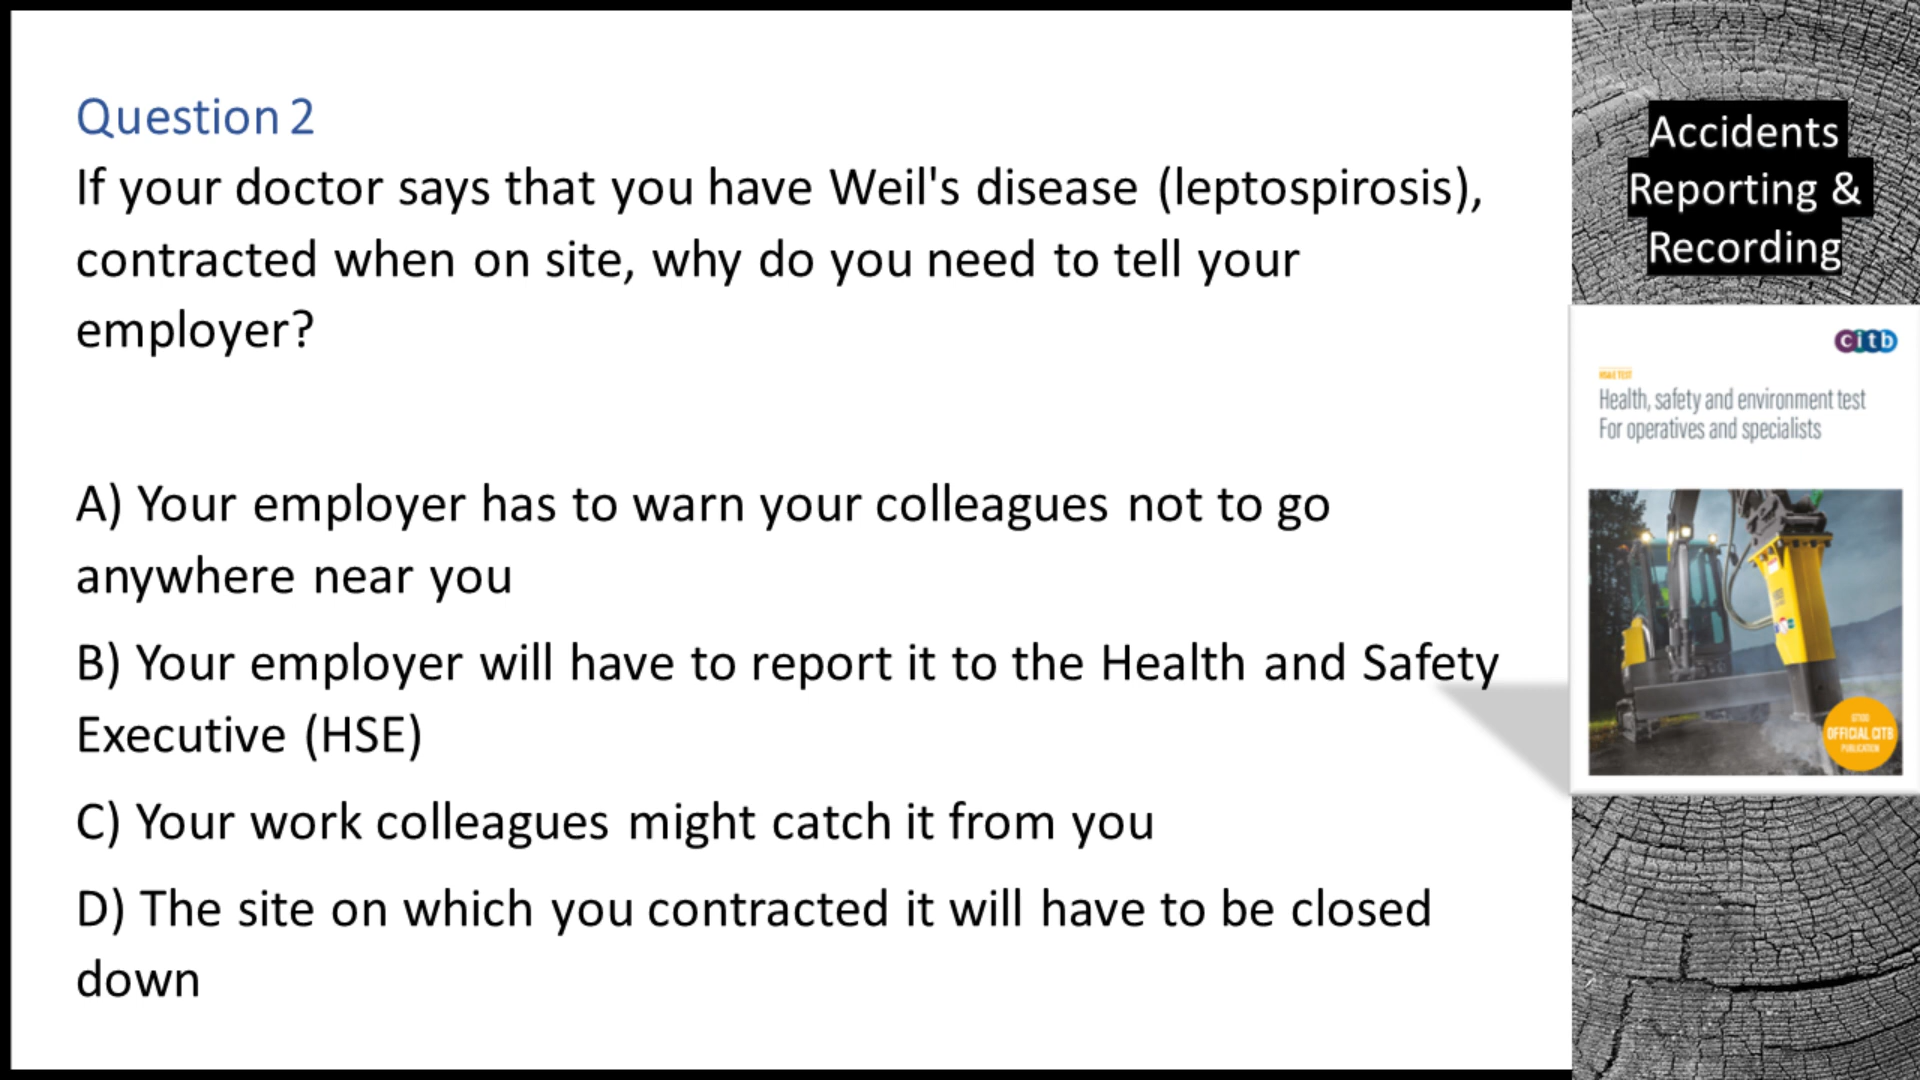 Question 2
If your doctor says that you have Weil's disease (leptospirosis),
contracted when on site, why do you need to tell your
employer?
A) Your employer has to warn your colleagues not to go
anywhere near you
B) Your employer will have to report it to the Health and Safety
Executive (HSE)
C) Your work colleagues might catch it from you
D) The site on which you contracted it will have to be closed
down
Accidents
Reporting &
Recording
citb
HS&E TEST
Health, safety and environment test
For operatives and specialists
OFFICIAL CITB
PUBLICATION